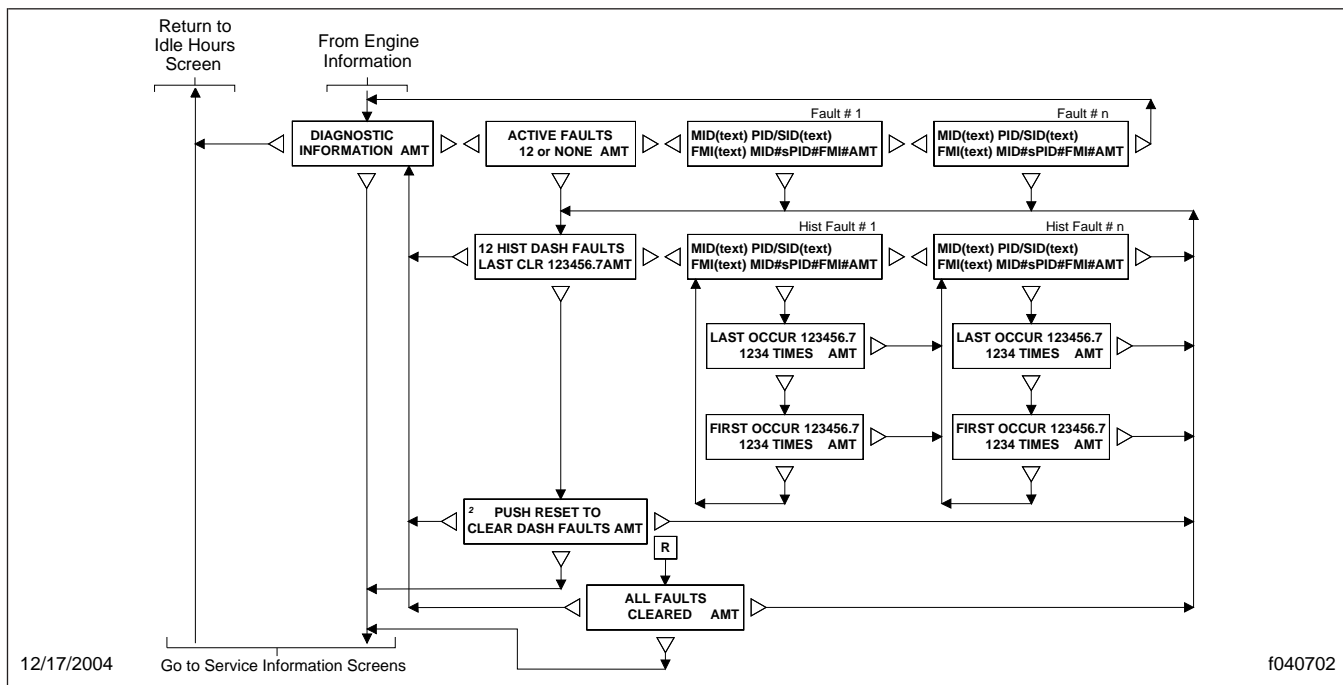 Return to
Idle Hours
Screen
From Engine
Information
Fault # 1
Fault # n
DIAGNOSTIC
INFORMATION AMT
ACTIVE FAULTS
12 or NONE AMT
MID(text) PID/SID(text)
FMI(text) MID#sPID#FMI#AMT
MID(text) PID/SID(text)
FMI(text) MID#sPID#FMI#AMT
Hist Fault # 1
Hist Fault # n
12 HIST DASH FAULTS
LAST CLR 123456.7AMT
MID(text) PID/SID(text)
FMI(text) MID#sPID#FMI#AMT
MID(text) PID/SID(text)
FMI(text) MID#sPID#FMI#AMT
LAST OCCUR 123456.7
1234 TIMES AMT
LAST OCCUR 123456.7
1234 TIMES AMT
FIRST OCCUR 123456.7
1234 TIMES AMT
FIRST OCCUR 123456.7
1234 TIMES AMT
2 PUSH RESET TO
CLEAR DASH FAULTS AMT
R
ALL FAULTS
CLEARED AMT
Go to Service Information Screens
12/17/2004
f040702